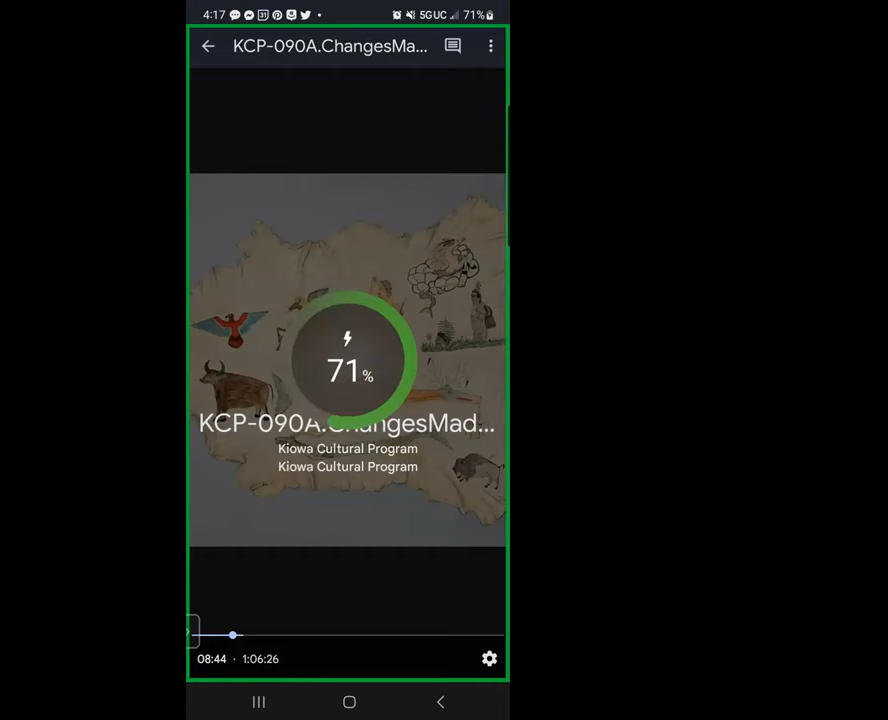 4:17
31
5GUC
71%
KCP-090A.ChangesMa...
71%
KCP-090A.ChangesMad...
Kiowa Cultural Program
Kiowa Cultural Program
08:44 · 1:06:26